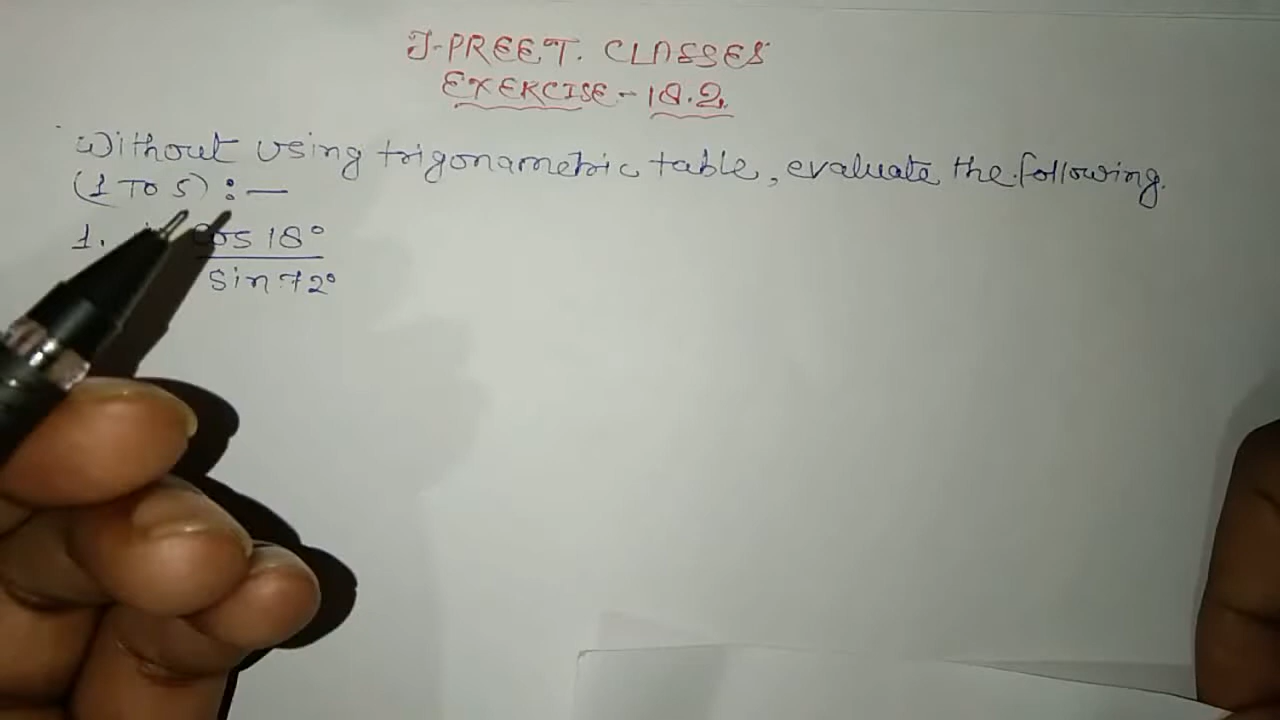 J-PREET. CLASSES
EXERCISE - 18.2
Without using trigonametric table, evaluate the following.
(1 TO 5) : —
1. cos 18°
sin 72°